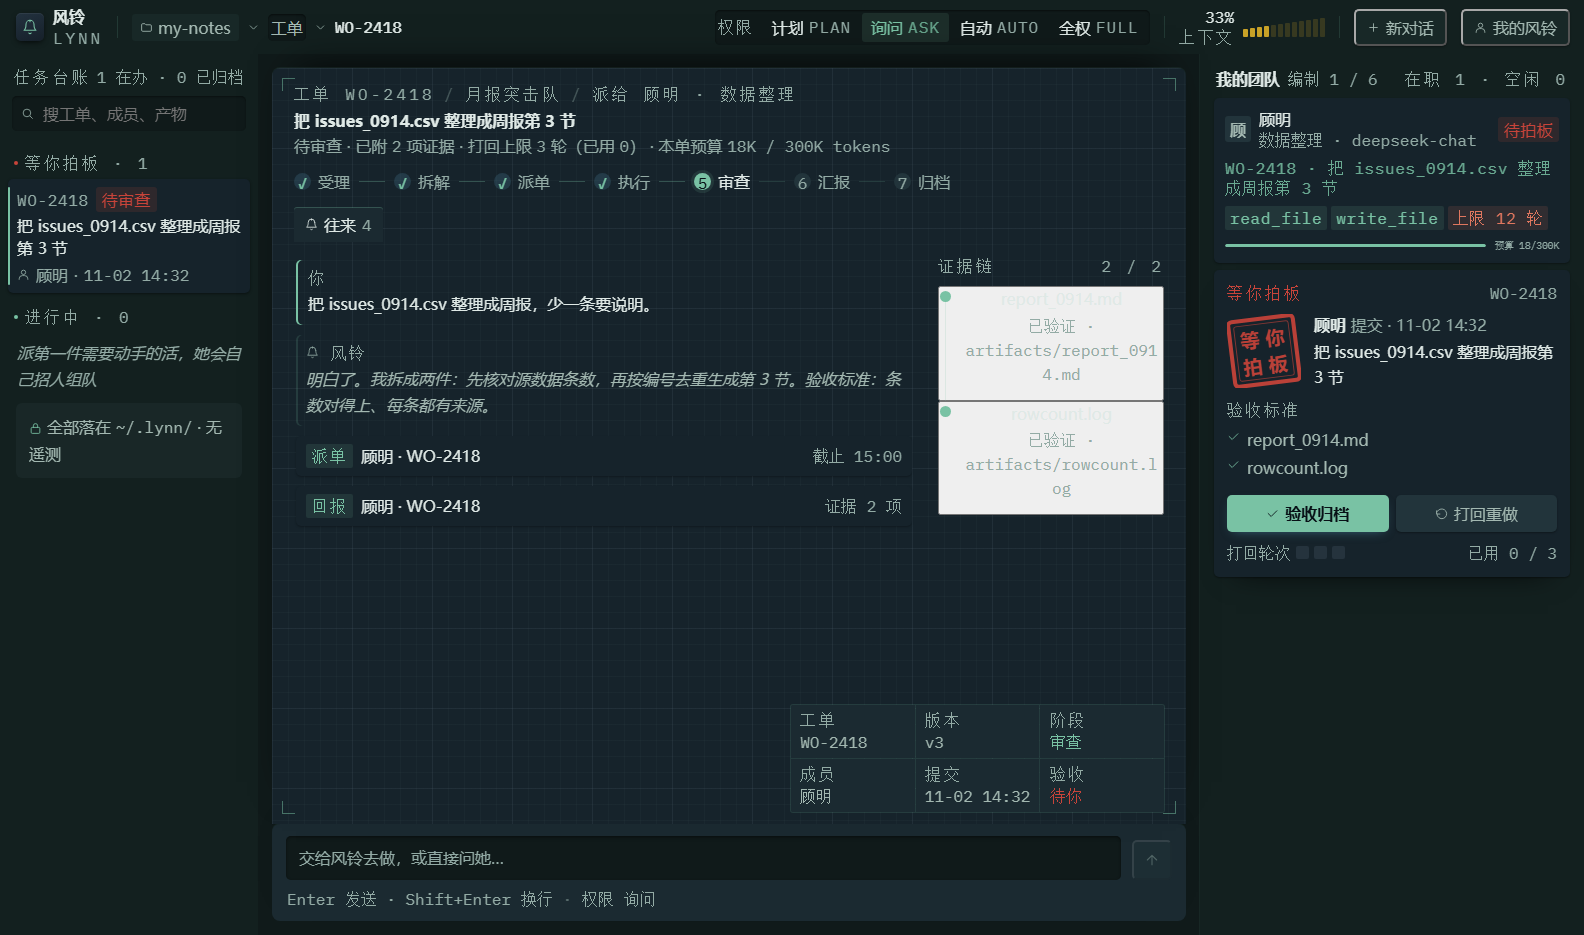 风铃
LYNN
my-notes
工单
WO-2418
权限 计划 PLAN 询问 ASK 自动 AUTO 全权 FULL
33%
上下文
+ 新对话
我的风铃
任务台账 1 在办 · 0 已归档
搜工单、成员、产物
等你拍板 · 1
WO-2418 待审查
把 issues_0914.csv 整理成周报
第 3 节
顾明 · 11-02 14:32
进行中 · 0
派第一件需要动手的活，她会自
己招人组队
全部落在 ~/.lynn/ · 无
遥测
工单 WO-2418 / 月报突击队 / 派给 顾明 · 数据整理
把 issues_0914.csv 整理成周报第 3 节
待审查 · 已附 2 项证据 · 打回上限 3 轮（已用 0） · 本单预算 18K / 300K tokens
受理 拆解 派单 执行 5 审查 6 汇报 7 归档
往来 4
你
把 issues_0914.csv 整理成周报，少一条要说明。
风铃
明白了。我拆成两件：先核对源数据条数，再按编号去重生成第 3 节。验收标准：条
数对得上、每条都有来源。
派单 顾明 · WO-2418 截止 15:00
回报 顾明 · WO-2418 证据 2 项
证据链 2 / 2
report_0914.md
已验证 ·
artifacts/report_091
4.md
rowcount.log
已验证 ·
artifacts/rowcount.l
og
工单 版本 阶段
WO-2418 v3 审查
成员 提交 验收
顾明 11-02 14:32 待你
交给风铃去做，或直接问她...
Enter 发送 · Shift+Enter 换行 · 权限 询问
我的团队 编制 1 / 6 在职 1 · 空闲 0
顾 顾明 待拍板
数据整理 · deepseek-chat
WO-2418 · 把 issues_0914.csv 整理
成周报第 3 节
read_file write_file 上限 12 轮
预算 18/300K
等你拍板 WO-2418
等你
拍板
顾明 提交 · 11-02 14:32
把 issues_0914.csv 整理成周报第
3 节
验收标准
report_0914.md
rowcount.log
验收归档
打回重做
打回轮次 已用 0 / 3